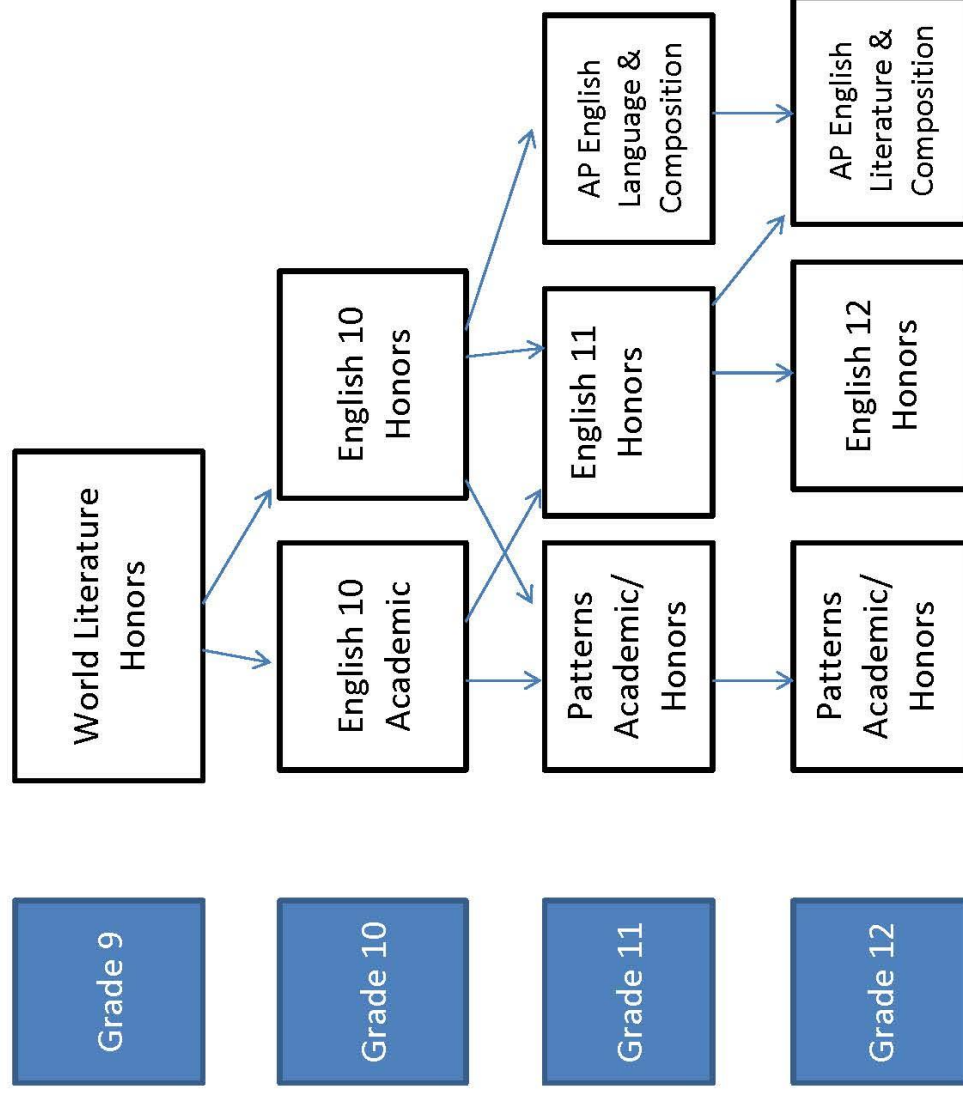 Grade 9
World Literature
Honors
Grade 10
English 10
Academic
English 10
Honors
Grade 11
Patterns
Academic/
Honors
English 11
Honors
AP English
Language &
Composition
Grade 12
Patterns
Academic/
Honors
English 12
Honors
AP English
Literature &
Composition